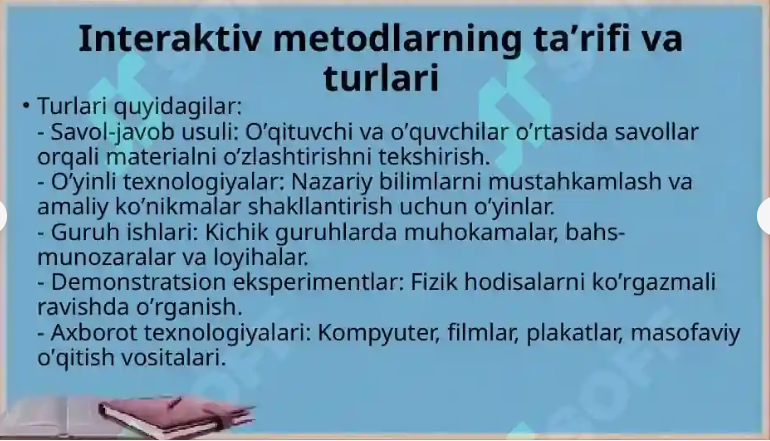 Interaktiv metodlarning ta’rifi va
turlari
• Turlari quyidagilar:
- Savol-javob usuli: O’qituvchi va o’quvchilar o’rtasida savollar
orqali materialni o’zlashtirishni tekshirish.
- O’yinli texnologiyalar: Nazariy bilimlarni mustahkamlash va
amaliy ko’nikmalar shakllantirish uchun o’yinlar.
- Guruh ishlari: Kichik guruhlarda muhokamalar, bahs-
munozaralar va loyihalar.
- Demonstratsion eksperimentlar: Fizik hodisalarni ko’rgazmali
ravishda o’rganish.
- Axborot texnologiyalari: Kompyuter, filmlar, plakatlar, masofaviy
o’qitish vositalari.
SOFF